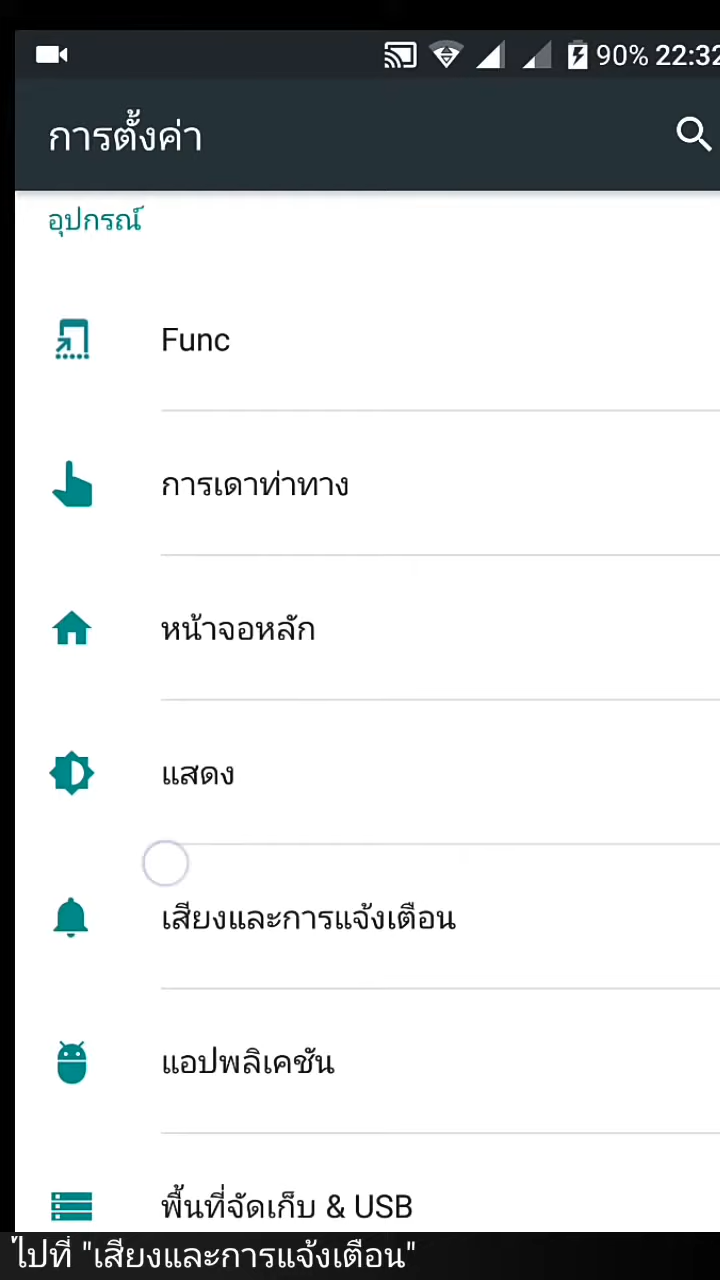 90% 22:32
การตั้งค่า
อุปกรณ์
Func
การเดาท่าทาง
หน้าจอหลัก
แสดง
เสียงและการแจ้งเตือน
แอปพลิเคชัน
พื้นที่จัดเก็บ & USB
ไปที่ "เสียงและการแจ้งเตือน"